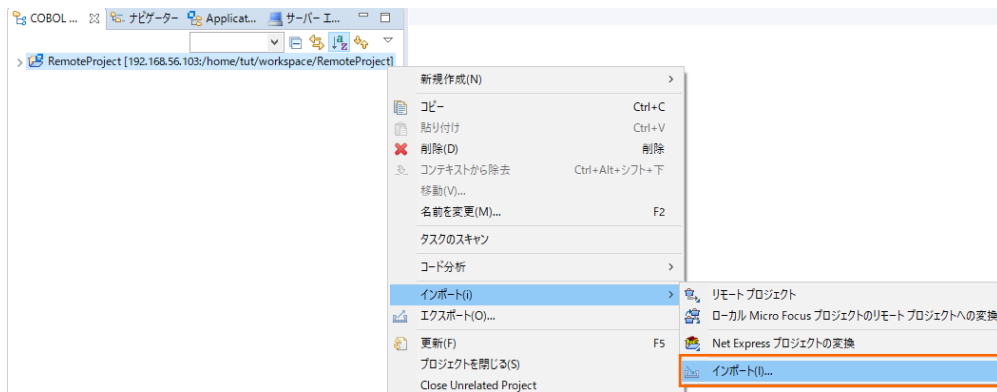 COBOL ... ナビゲーター Applicat... サーバー エ...
RemoteProject [192.168.56.103:/home/tut/workspace/RemoteProject]
新規作成(N)
コピー Ctrl+C
貼り付け Ctrl+V
削除(D) 削除
コンテキストから除去 Ctrl+Alt+シフト+下
移動(V)...
名前を変更(M)... F2
タスクのスキャン
コード分析
インポート(i)
リモート プロジェクト
エクスポート(O)...
ローカル Micro Focus プロジェクトのリモート プロジェクトへの変換
更新(F) F5
Net Express プロジェクトの変換
プロジェクトを閉じる(S)
インポート(I)...
Close Unrelated Project